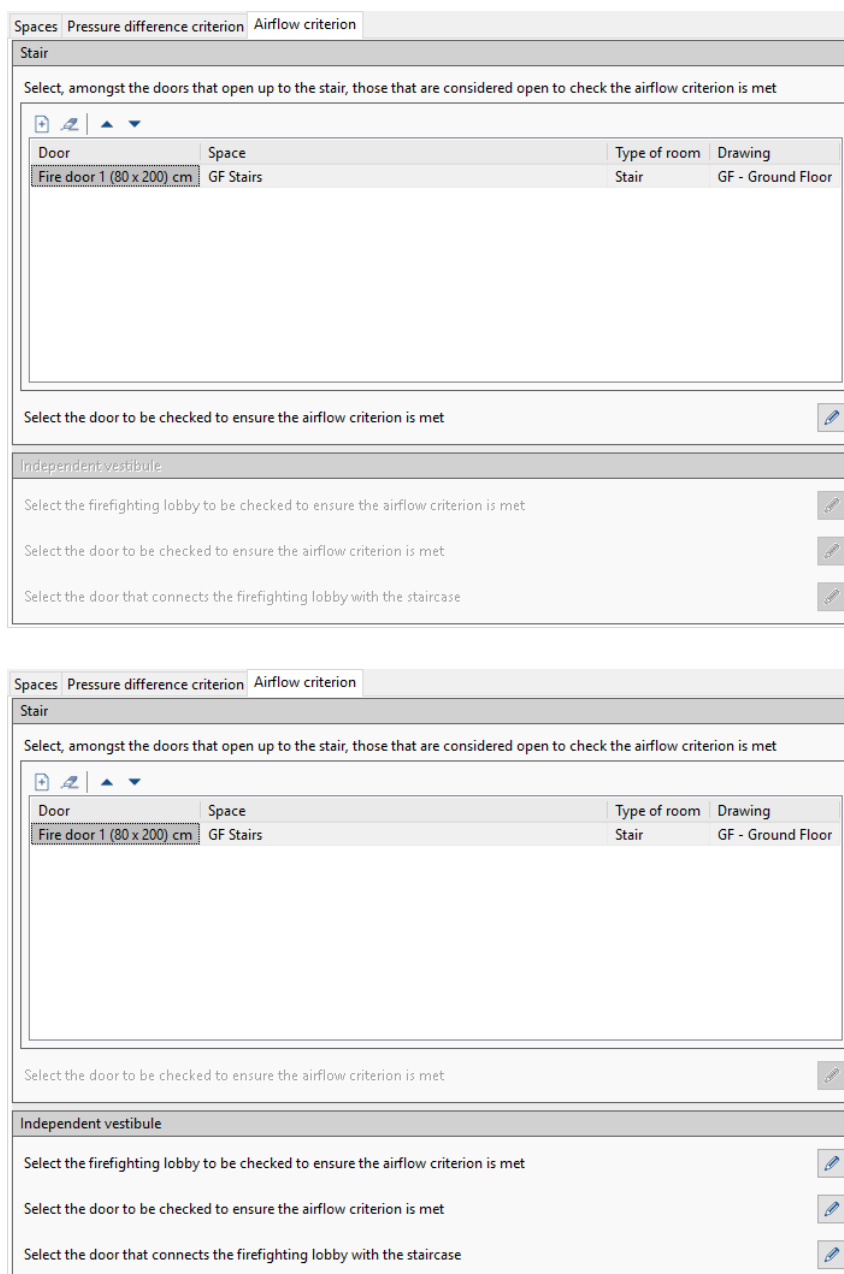 Spaces Pressure difference criterion Airflow criterion
Stair
Select, amongst the doors that open up to the stair, those that are considered open to check the airflow criterion is met
Door Space Type of room Drawing
Fire door 1 (80 x 200) cm GF Stairs Stair GF - Ground Floor
Select the door to be checked to ensure the airflow criterion is met
Independent vestibule
Select the firefighting lobby to be checked to ensure the airflow criterion is met
Select the door to be checked to ensure the airflow criterion is met
Select the door that connects the firefighting lobby with the staircase
Spaces Pressure difference criterion Airflow criterion
Stair
Select, amongst the doors that open up to the stair, those that are considered open to check the airflow criterion is met
Door Space Type of room Drawing
Fire door 1 (80 x 200) cm GF Stairs Stair GF - Ground Floor
Select the door to be checked to ensure the airflow criterion is met
Independent vestibule
Select the firefighting lobby to be checked to ensure the airflow criterion is met
Select the door to be checked to ensure the airflow criterion is met
Select the door that connects the firefighting lobby with the staircase